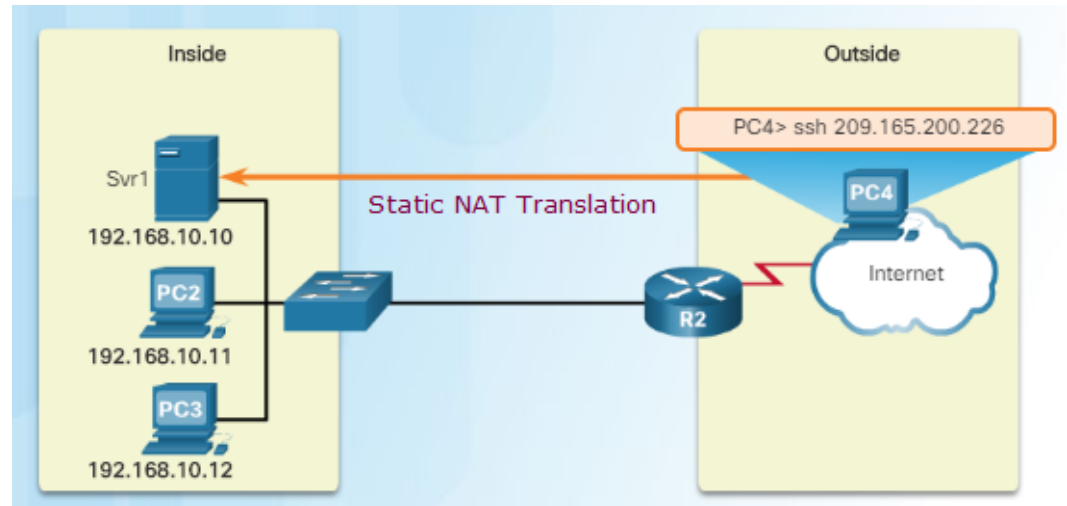 Inside
Outside
PC4> ssh 209.165.200.226
Svr1
PC4
Static NAT Translation
192.168.10.10
Internet
PC2
R2
192.168.10.11
PC3
192.168.10.12